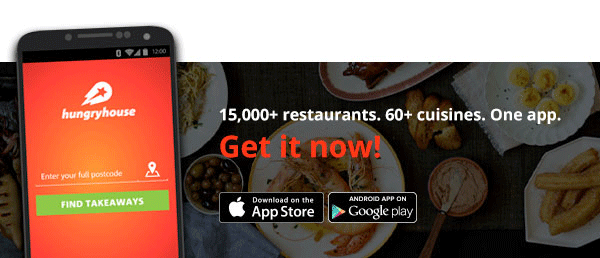 12:00
hungryhouse
Enter your full postcode
FIND TAKEAWAYS
15,000+ restaurants. 60+ cuisines. One app.
Get it now!
Download on the
App Store
ANDROID APP ON
Google play